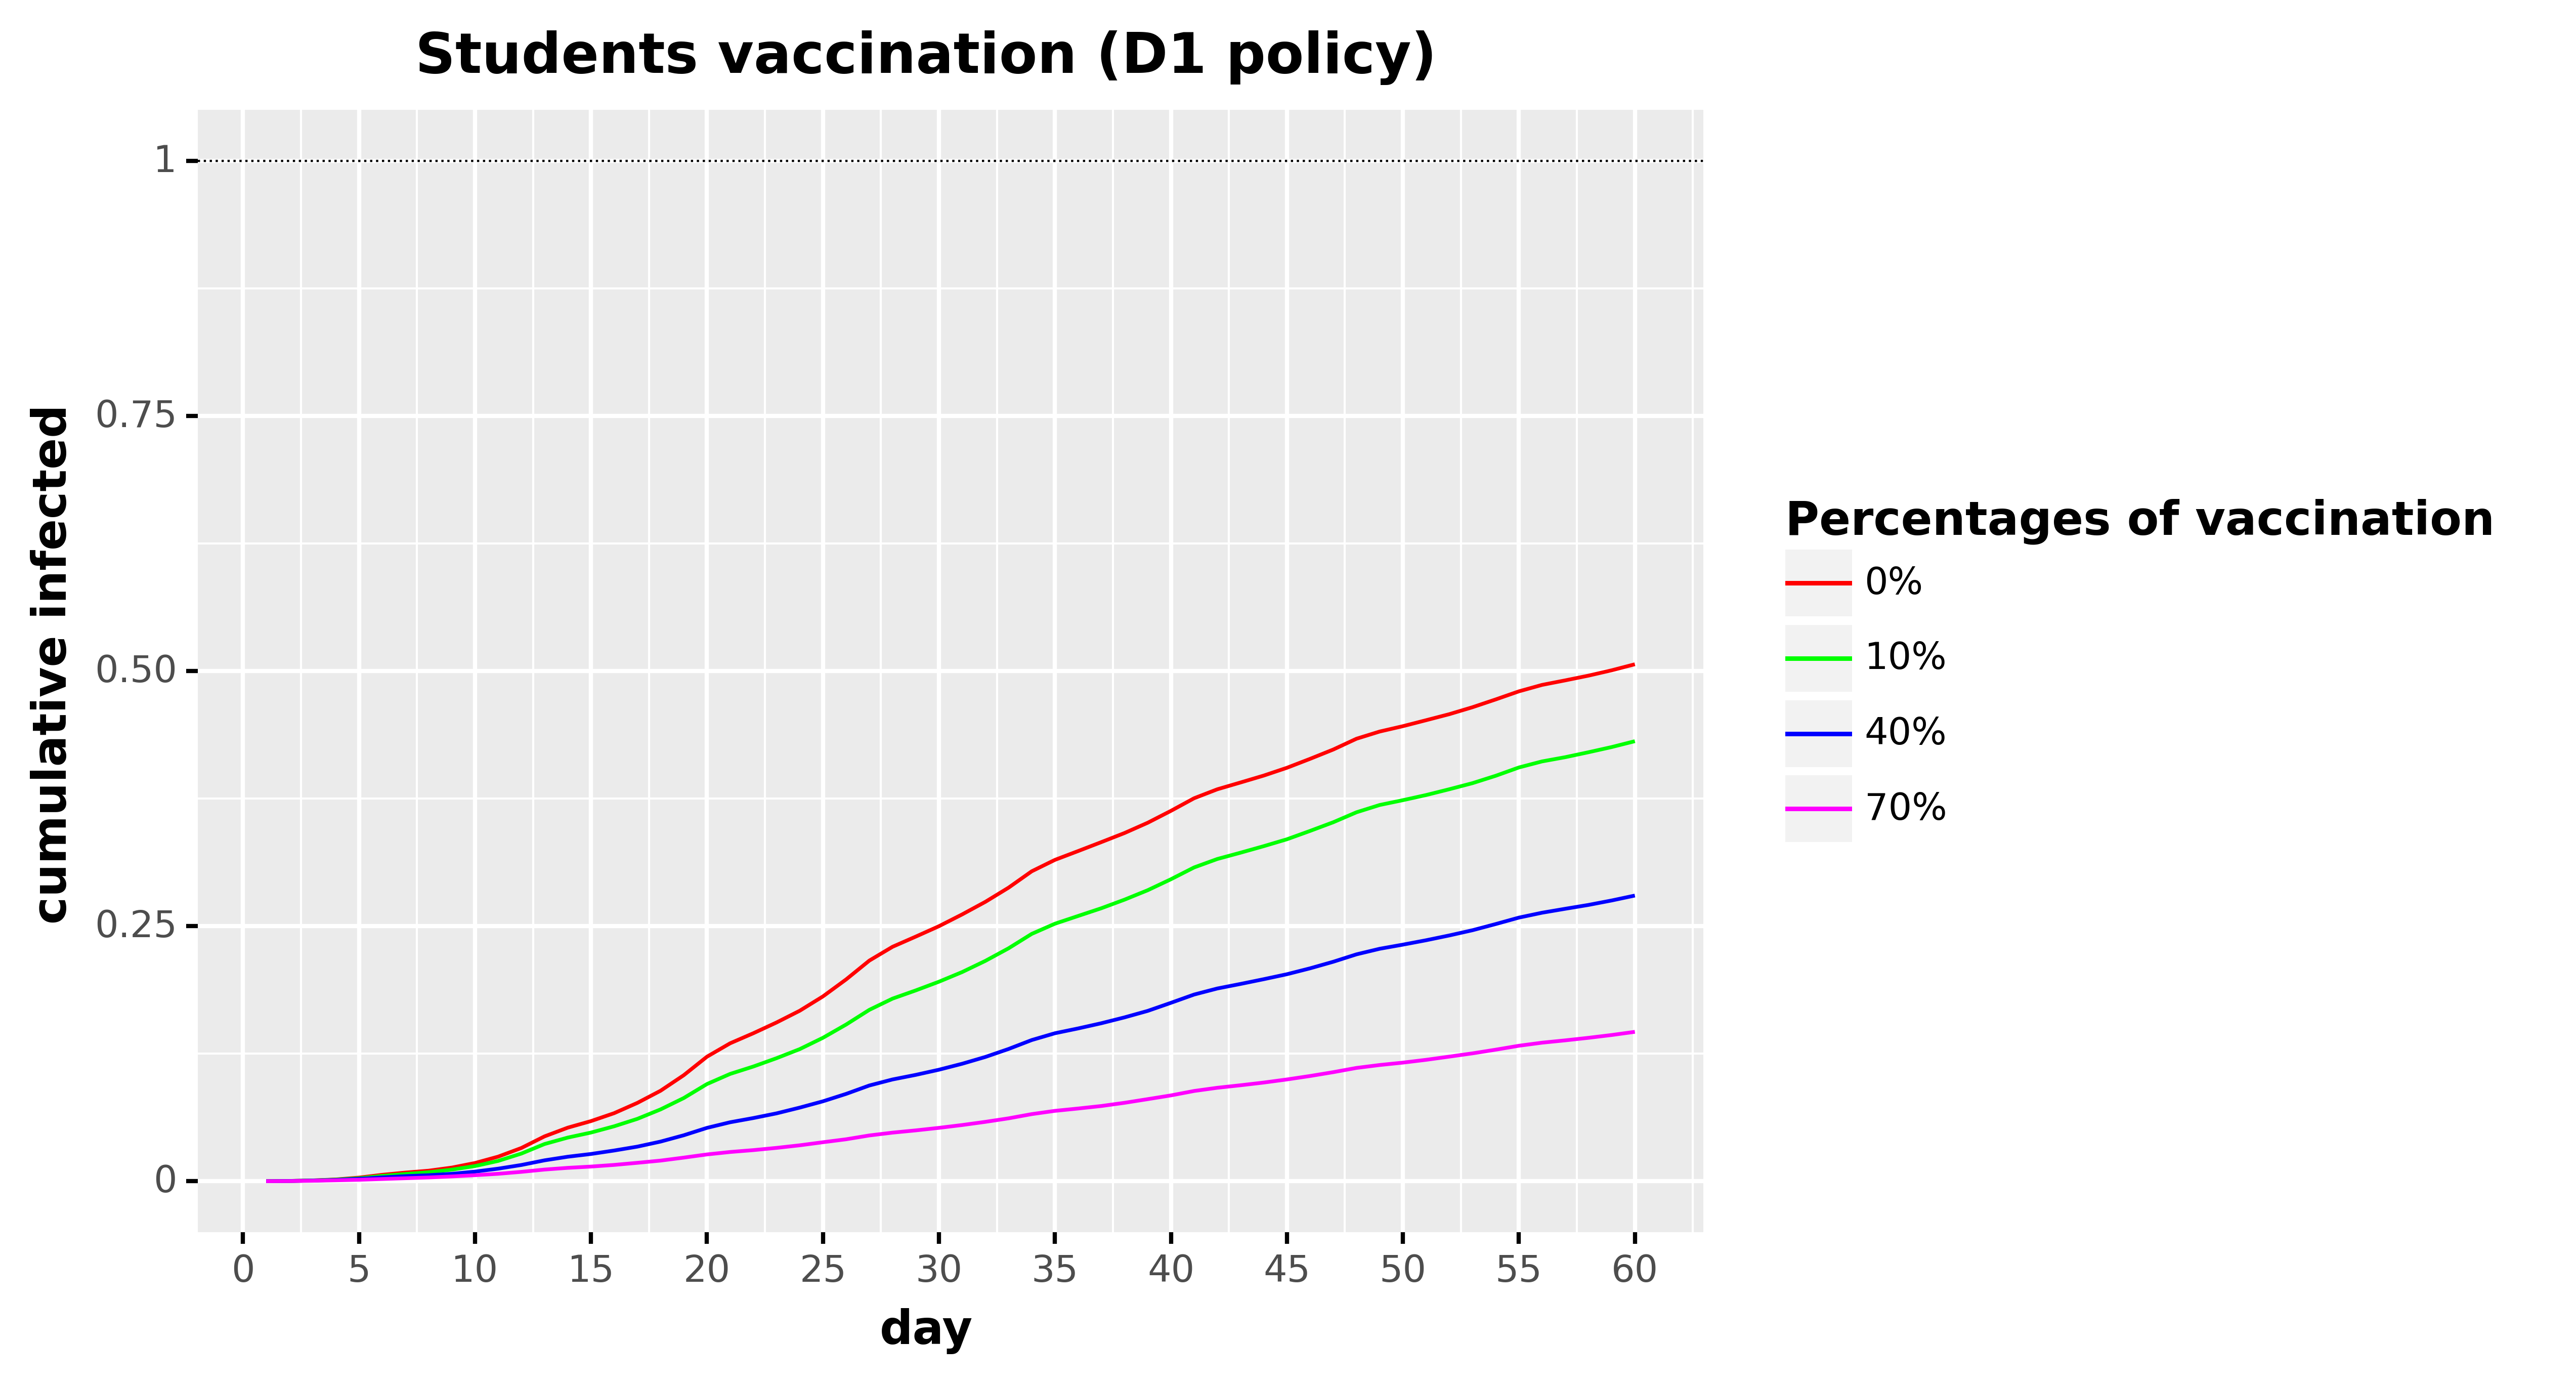 Students vaccination (D1 policy)
cumulative infected
1
0.75
0.50
0.25
0
0 5 10 15 20 25 30 35 40 45 50 55 60
day
Percentages of vaccination
0%
10%
40%
70%